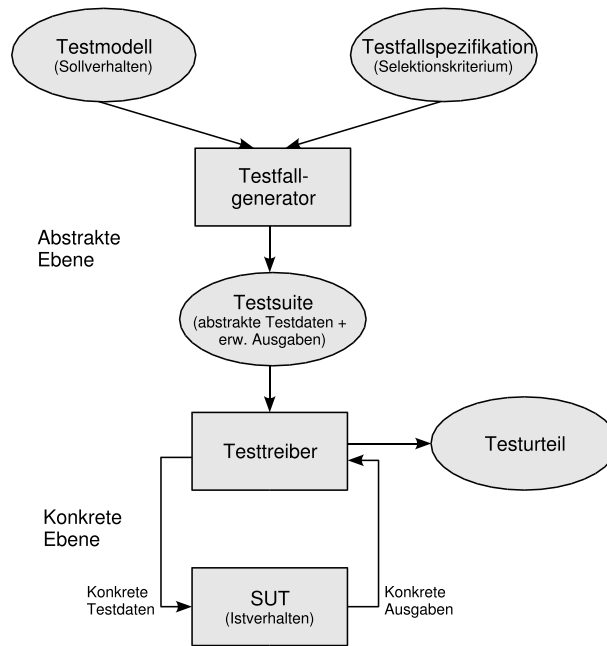 Testmodell
(Sollverhalten)
Testfallspezifikation
(Selektionskriterium)
Testfall-
generator
Abstrakte
Ebene
Testsuite
(abstrakte Testdaten +
erw. Ausgaben)
Testtreiber
Testurteil
Konkrete
Ebene
Konkrete
Testdaten
SUT
(Istverhalten)
Konkrete
Ausgaben